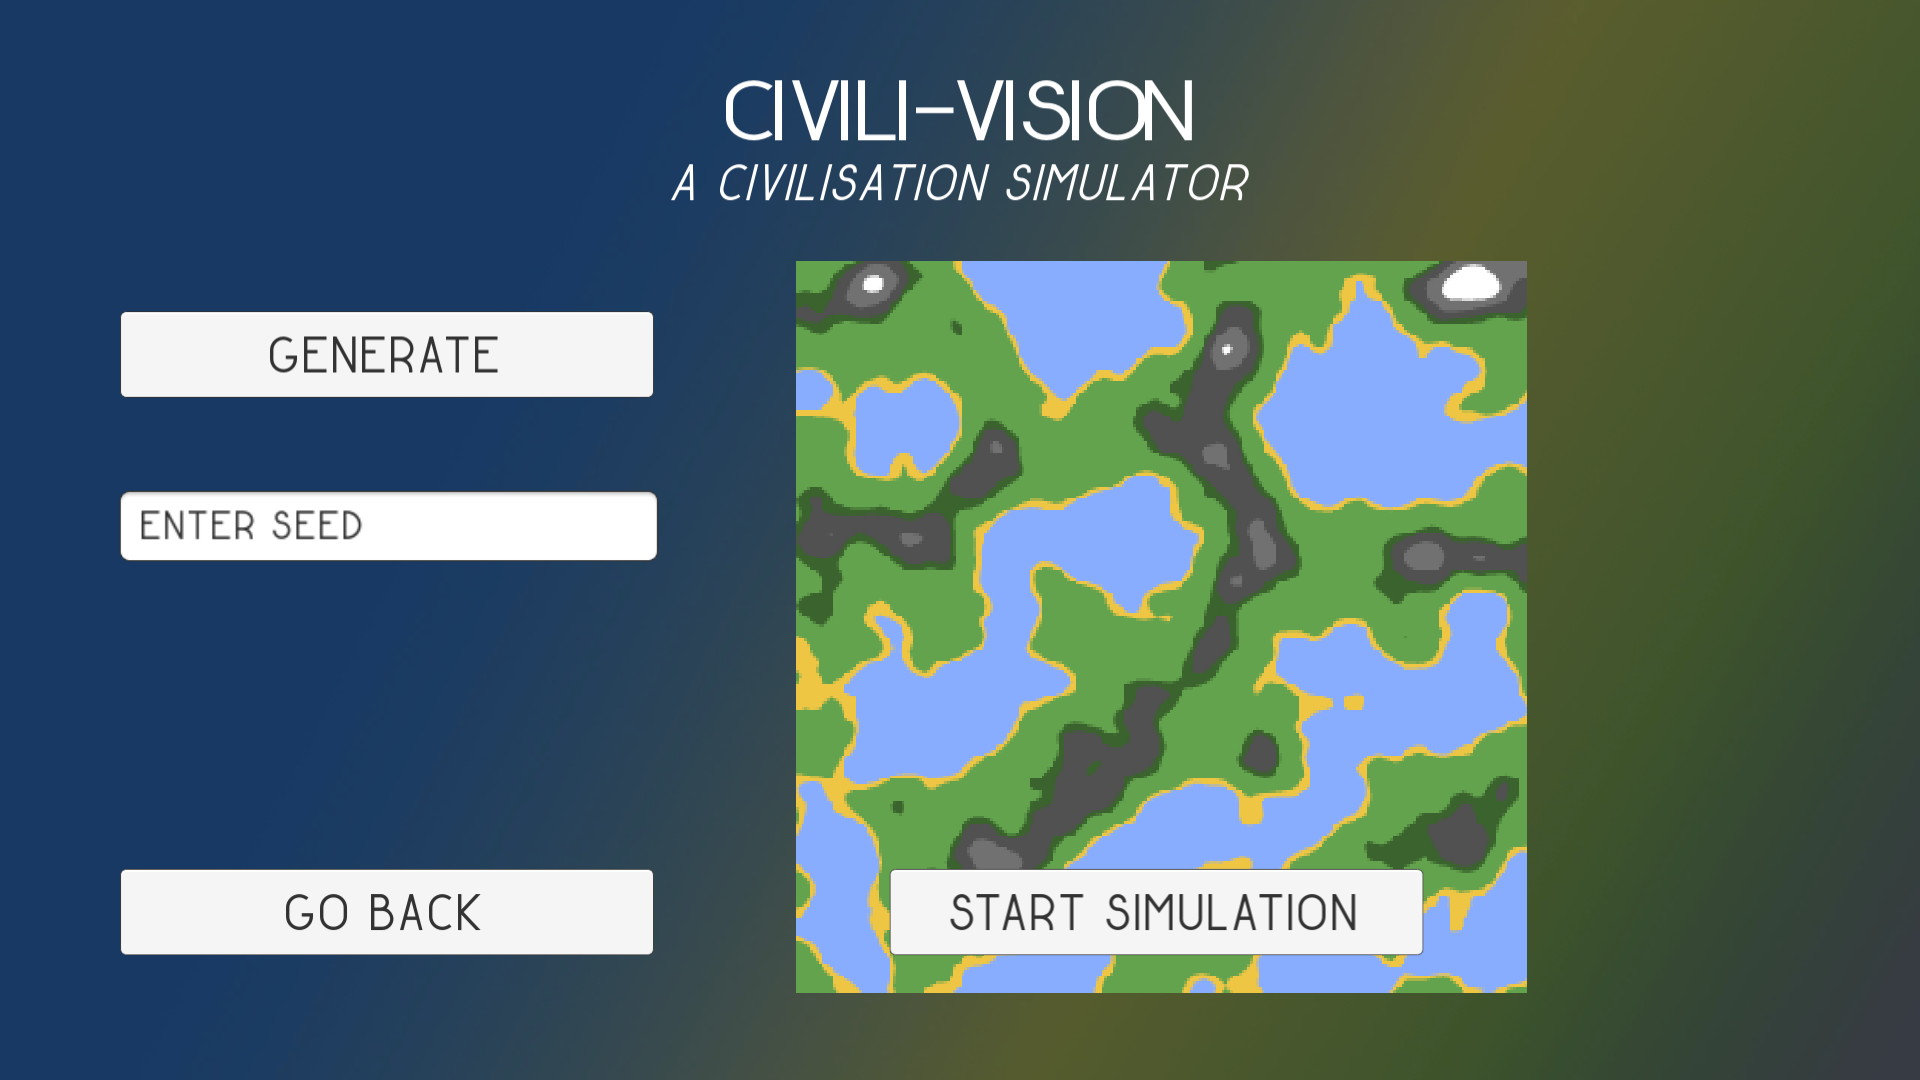 CIVILI-VISION
A CIVILISATION SIMULATOR
GENERATE
ENTER SEED
GO BACK
START SIMULATION